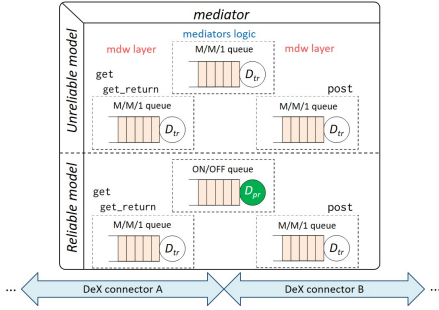 mediator
mediators logic
mdw layer
mdw layer
Unreliable model
M/M/1 queue
D_tr
get
get_return
post
M/M/1 queue
M/M/1 queue
D_tr
D_tr
Reliable model
ON/OFF queue
D_pr
get
get_return
post
M/M/1 queue
M/M/1 queue
D_tr
D_tr
... DeX connector A DeX connector B ...